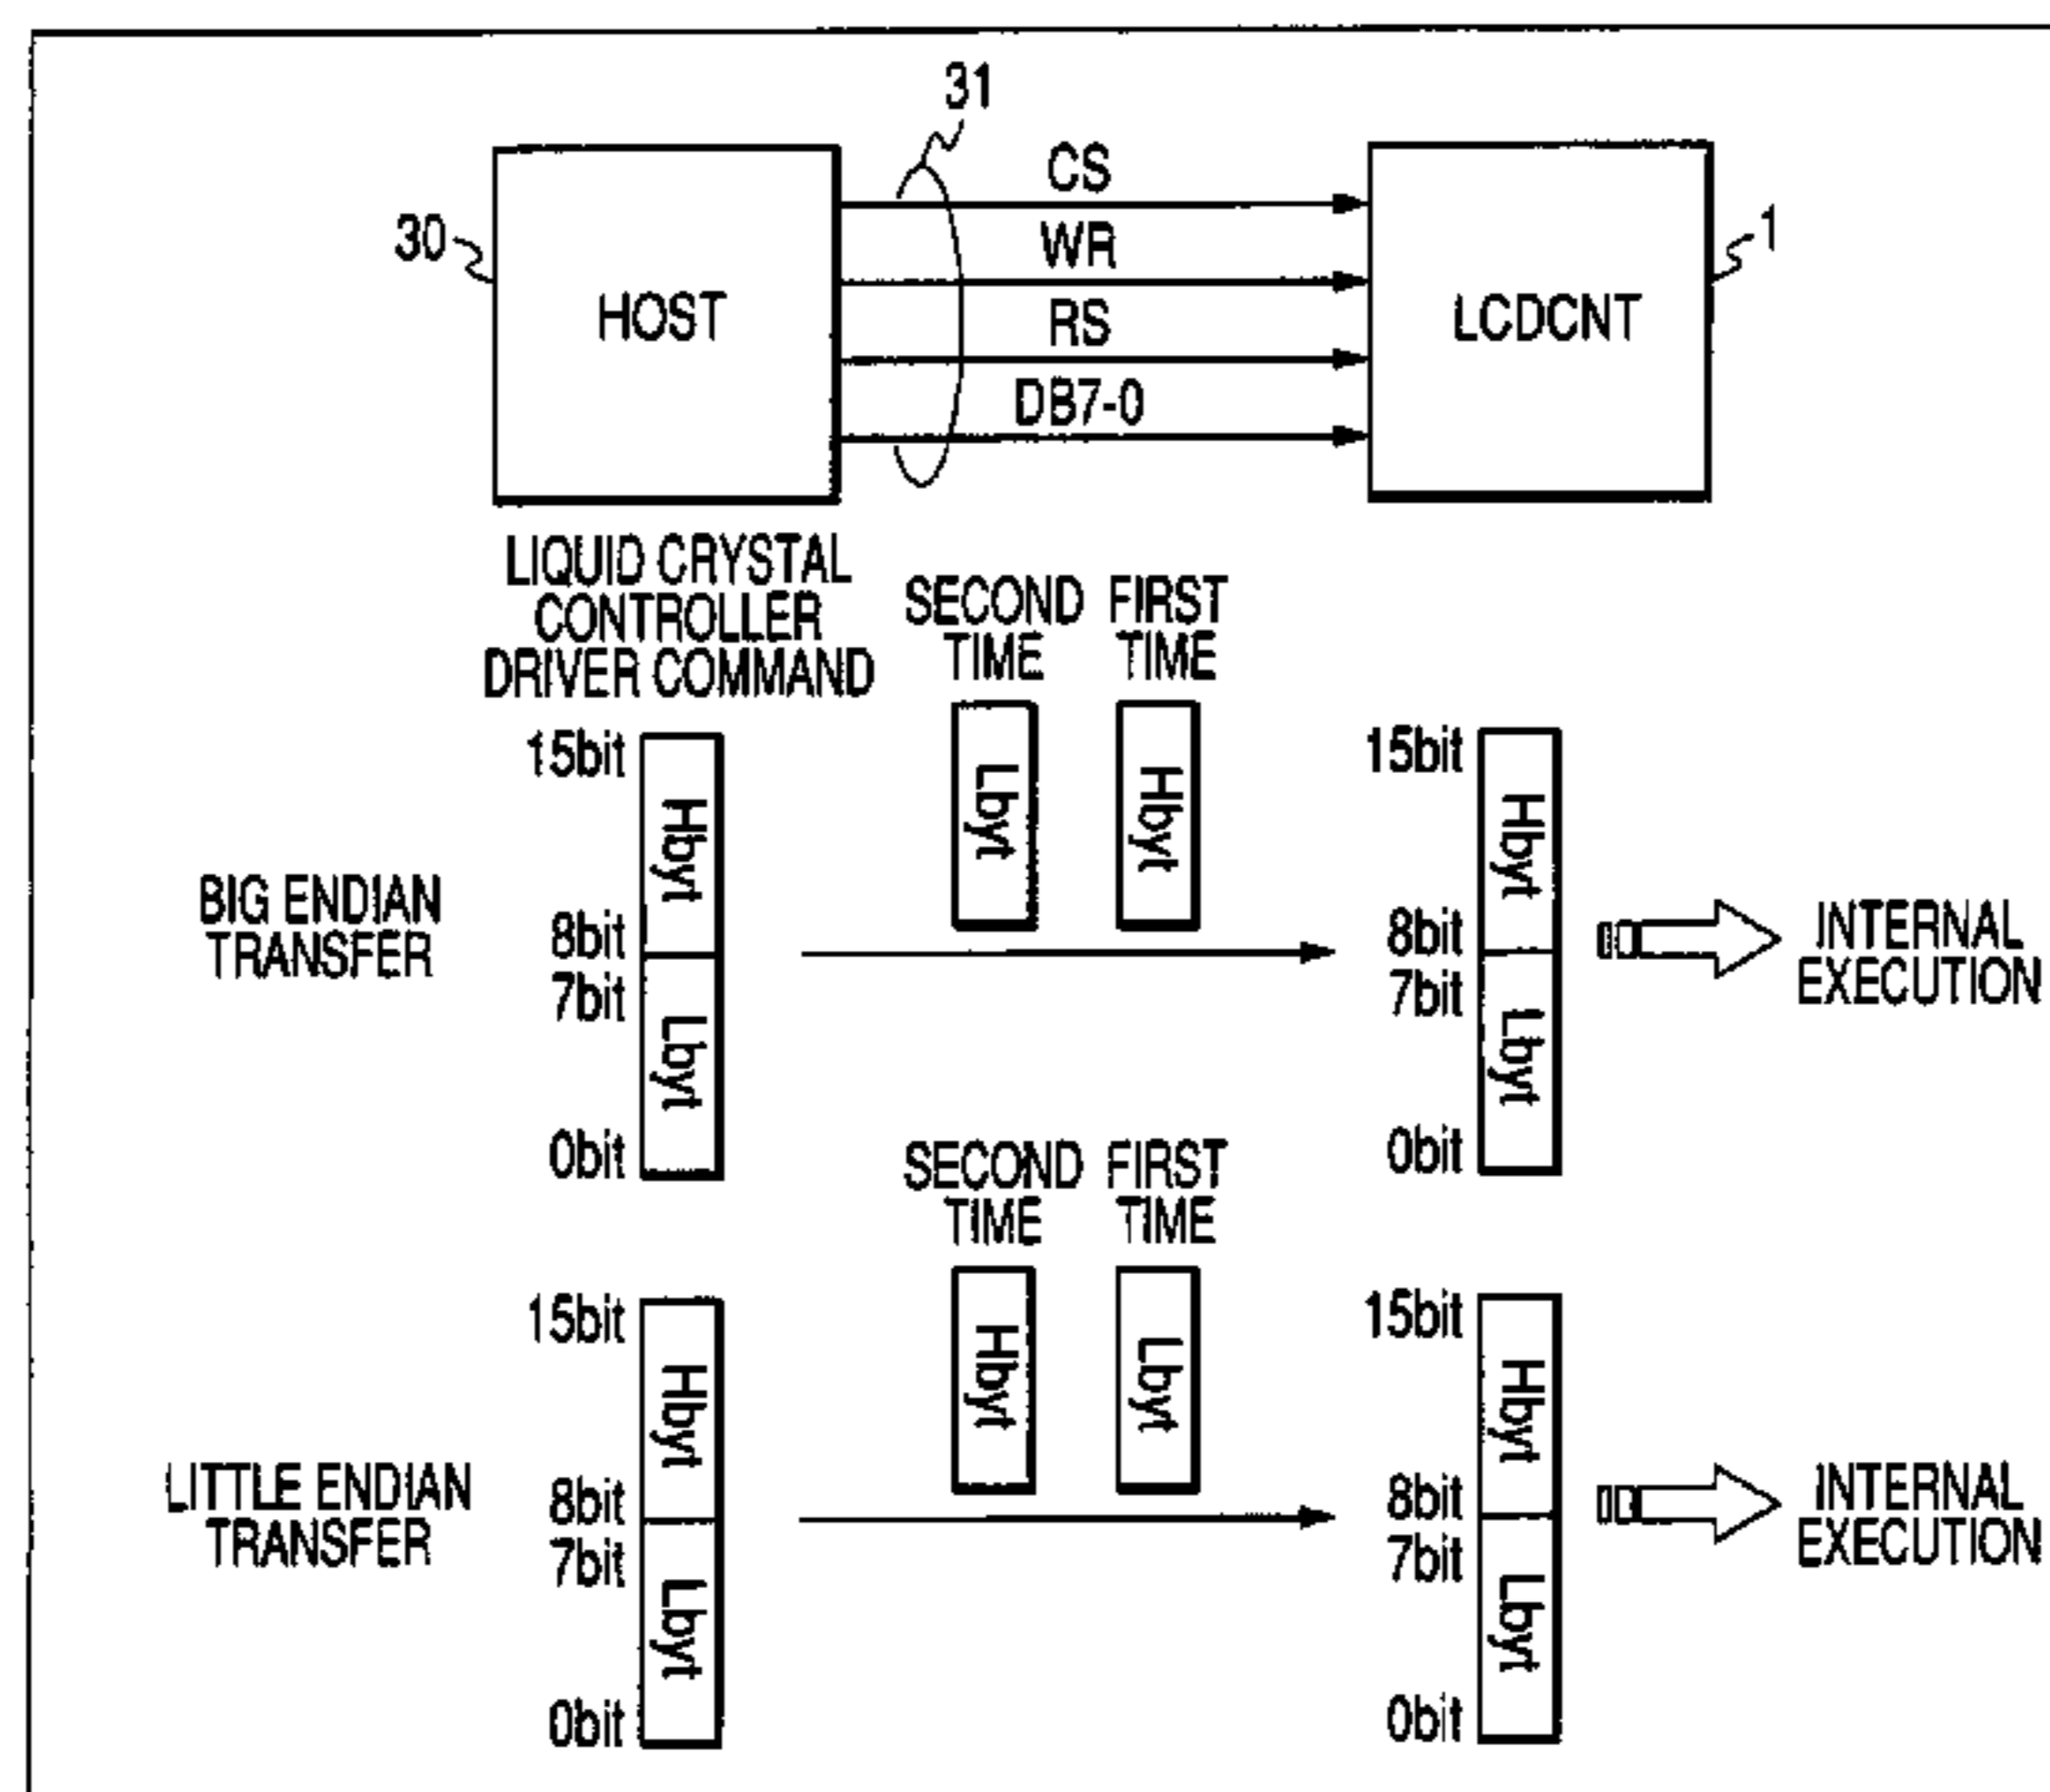 31
CS
30
WR
1
HOST
RS
LCDCNT
DB7-0
LIQUID CRYSTAL
CONTROLLER
DRIVER COMMAND
SECOND
TIME
FIRST
TIME
BIG ENDIAN
TRANSFER
15bit
Hbyt
8bit
7bit
Lbyt
0bit
Lbyt
Hbyt
15bit
Hbyt
8bit
7bit
Lbyt
0bit
INTERNAL
EXECUTION
SECOND
TIME
FIRST
TIME
LITTLE ENDIAN
TRANSFER
15bit
Hbyt
8bit
7bit
Lbyt
0bit
Hbyt
Lbyt
15bit
Hbyt
8bit
7bit
Lbyt
0bit
INTERNAL
EXECUTION